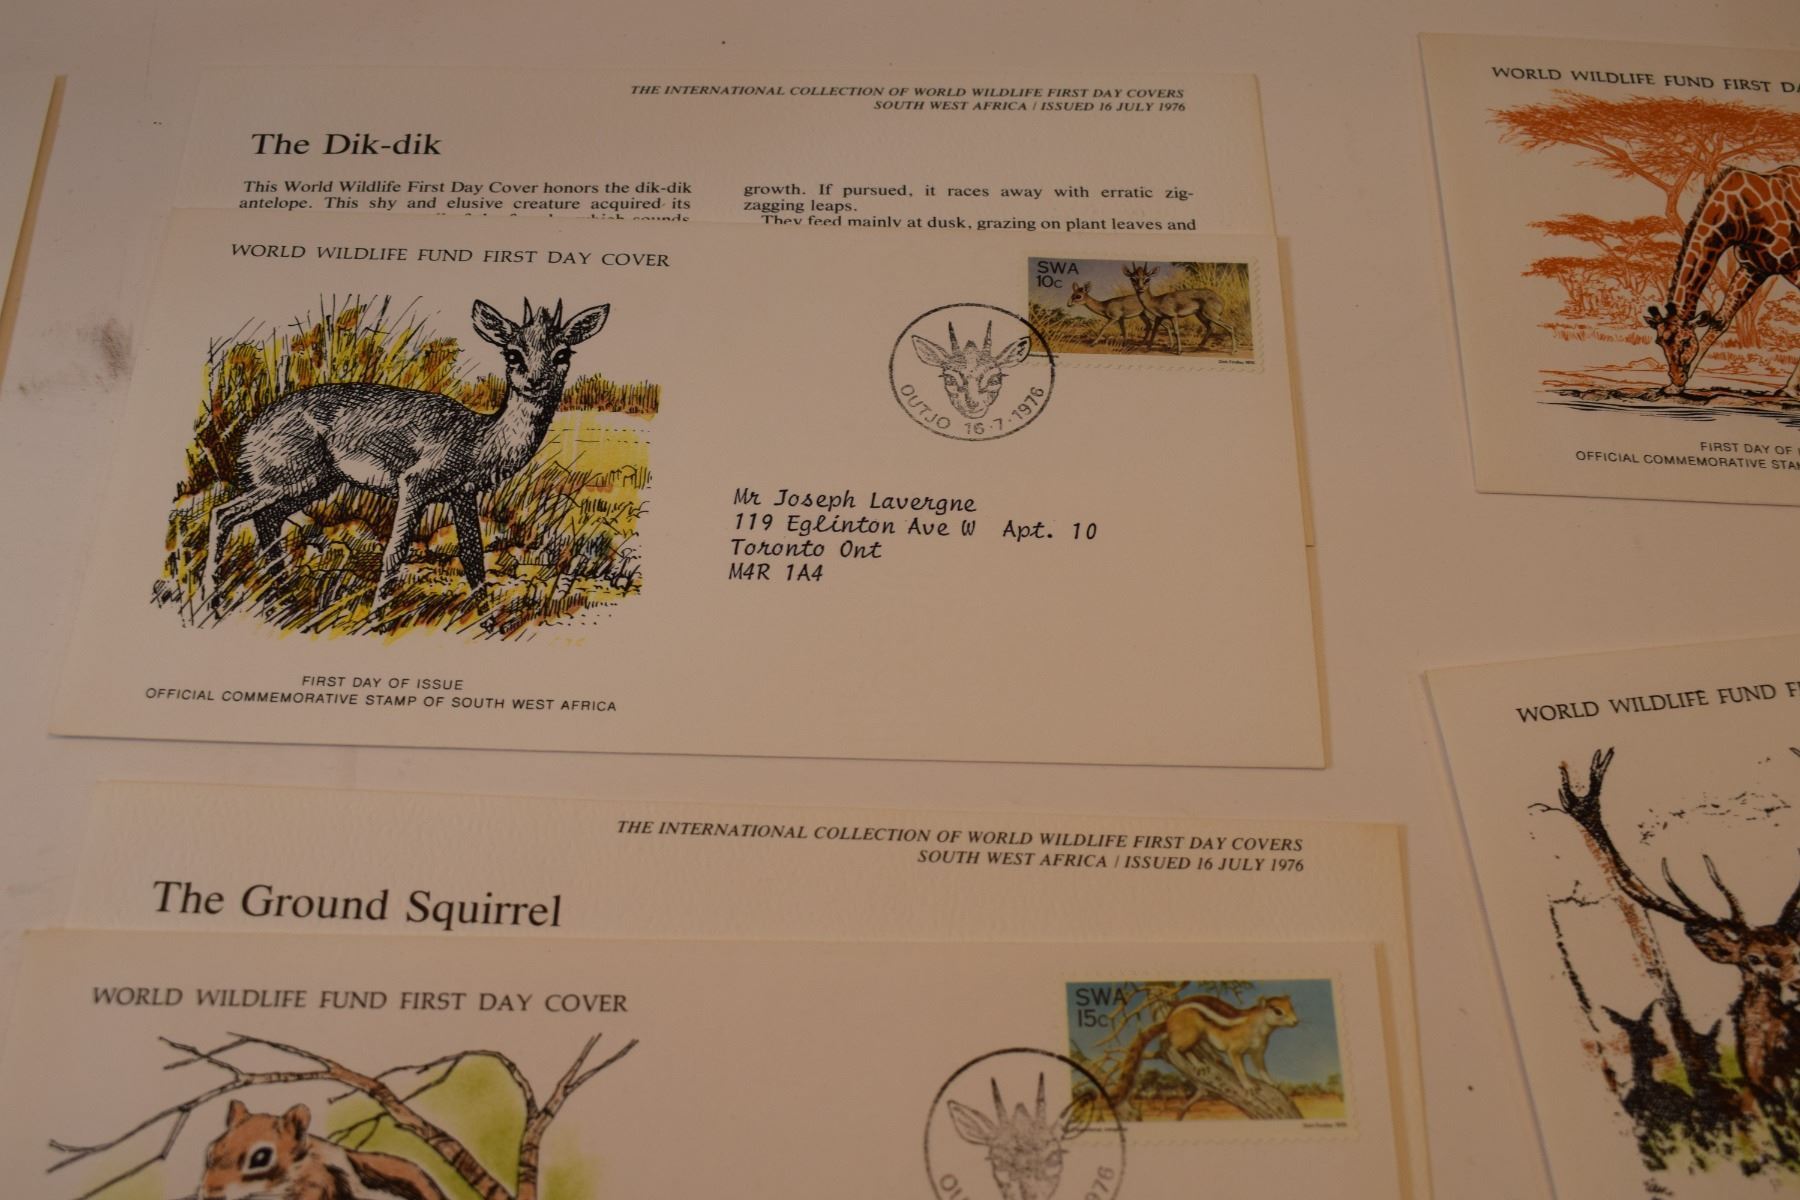 THE INTERNATIONAL COLLECTION OF WORLD WILDLIFE FIRST DAY COVERS
SOUTH WEST AFRICA / ISSUED 16 JULY 1976
The Dik-dik
This World Wildlife First Day Cover honors the dik-dik
antelope. This shy and elusive creature acquired its
growth. If pursued, it races away with erratic zig-
zagging leaps.
They feed mainly at dusk, grazing on plant leaves and
WORLD WILDLIFE FUND FIRST DAY COVER
SWA
10c
OUTJO 16·7·1976
Mr Joseph Lavergne
119 Eglinton Ave W Apt. 10
Toronto Ont
M4R 1A4
FIRST DAY OF ISSUE
OFFICIAL COMMEMORATIVE STAMP OF SOUTH WEST AFRICA
THE INTERNATIONAL COLLECTION OF WORLD WILDLIFE FIRST DAY COVERS
SOUTH WEST AFRICA / ISSUED 16 JULY 1976
The Ground Squirrel
WORLD WILDLIFE FUND FIRST DAY COVER
SWA
15c
WORLD WILDLIFE FUND FIRST
FIRST DAY OF
OFFICIAL COMMEMORATIVE
WORLD WILDLIFE FUND